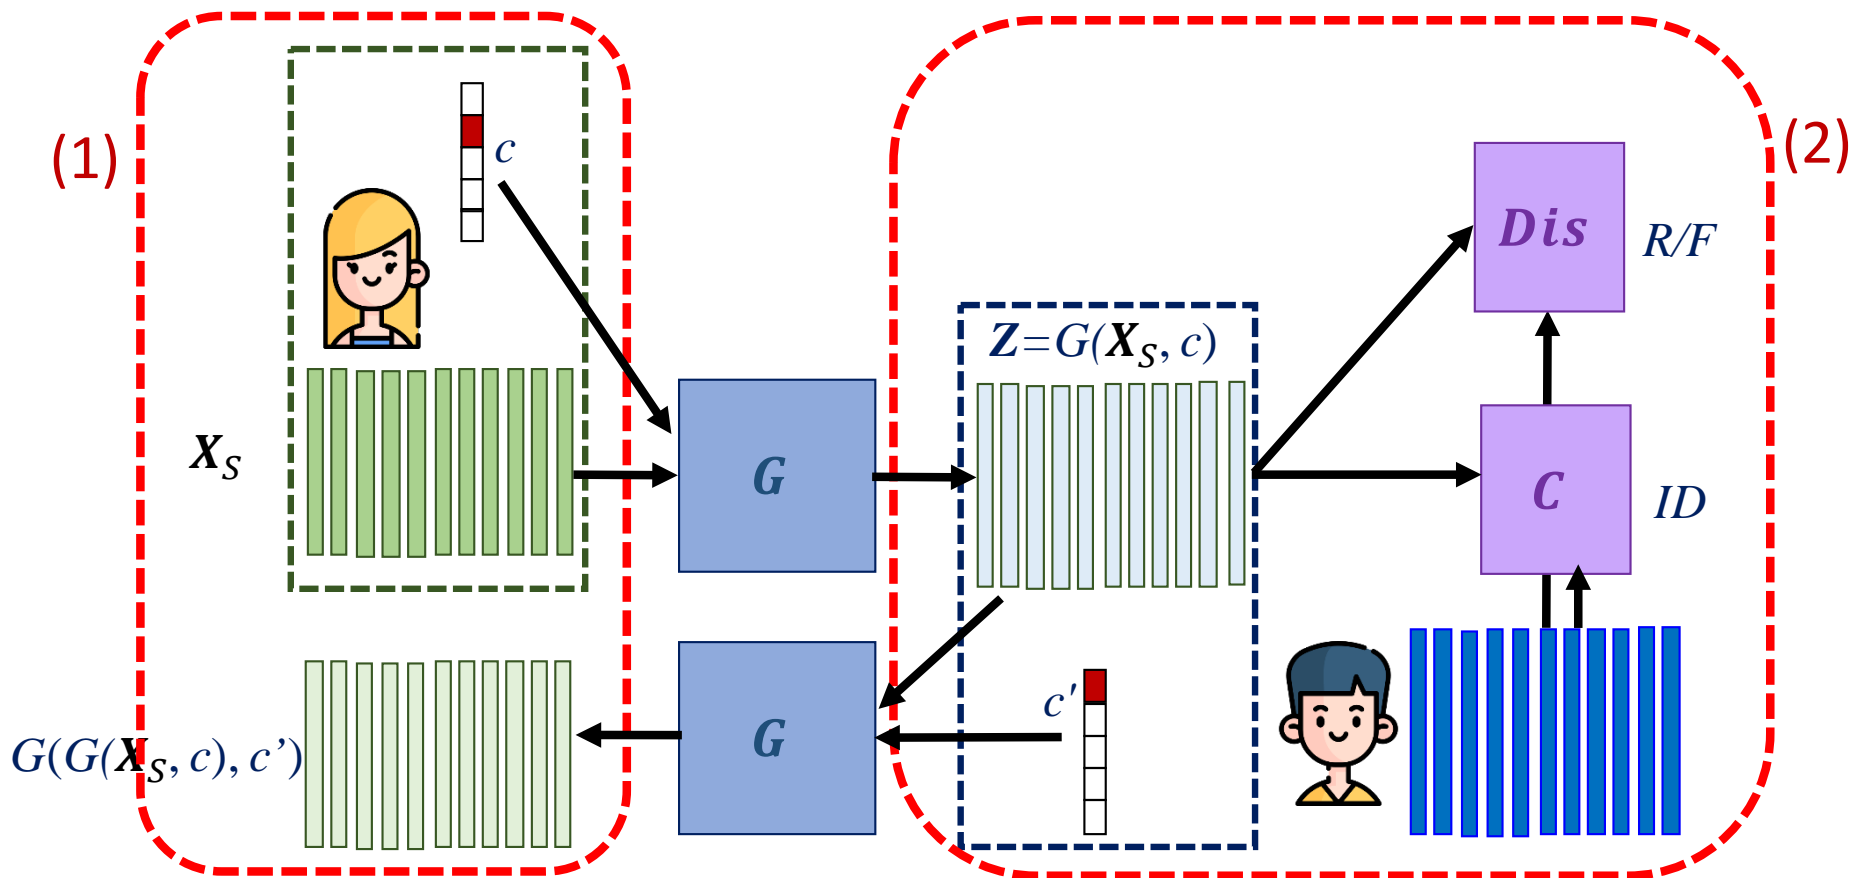 (1)
c
X_S
G
Z=G(X_S, c)
Dis
R/F
(2)
C
ID
G
c'
G(G(X_S, c), c’)